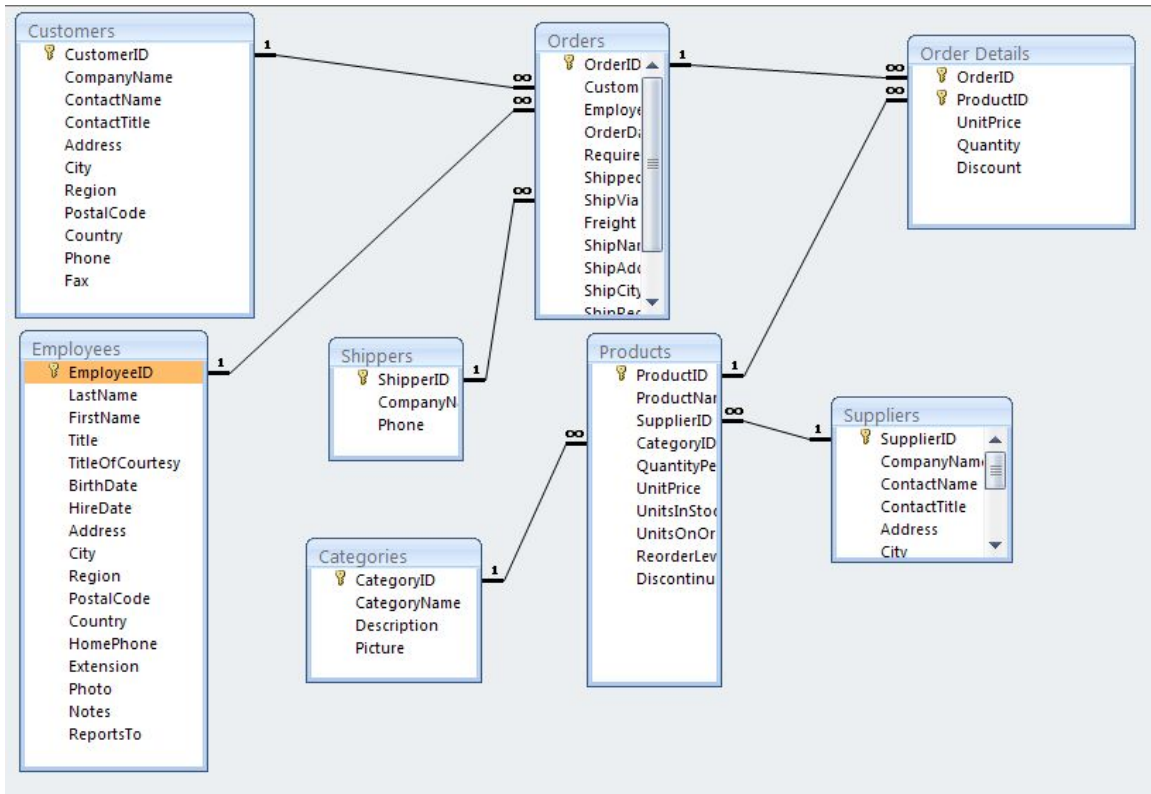 Customers
CustomerID
CompanyName
ContactName
ContactTitle
Address
City
Region
PostalCode
Country
Phone
Fax
Orders
OrderID
Custom
Employe
OrderDa
Require
Shipped
ShipVia
Freight
ShipNar
ShipAdd
ShipCity
ShipReg
Order Details
OrderID
ProductID
UnitPrice
Quantity
Discount
Employees
EmployeeID
LastName
FirstName
Title
TitleOfCourtesy
BirthDate
HireDate
Address
City
Region
PostalCode
Country
HomePhone
Extension
Photo
Notes
ReportsTo
Shippers
ShipperID
CompanyN
Phone
Products
ProductID
ProductNar
SupplierID
CategoryID
QuantityPe
UnitPrice
UnitsInStoc
UnitsOnOr
ReorderLev
Discontinu
Suppliers
SupplierID
CompanyName
ContactName
ContactTitle
Address
City
Categories
CategoryID
CategoryName
Description
Picture
1 ∞
1 ∞
1 ∞
1 ∞
1 ∞
1 ∞
1 ∞